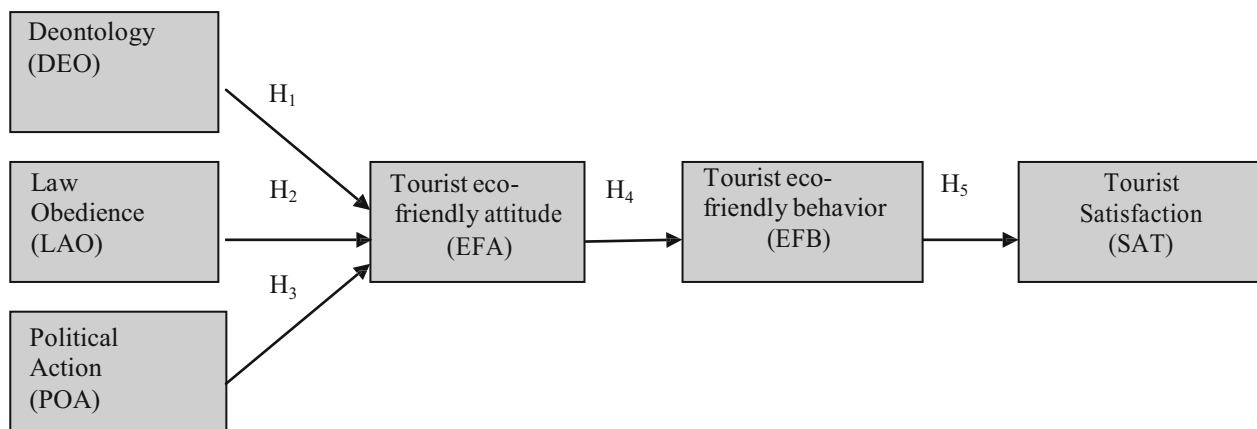 Deontology
(DEO)
H₁
Law
Obedience
(LAO)
H₂
Political
Action
(POA)
H₃
Tourist eco-
friendly attitude
(EFA)
H₄
Tourist eco-
friendly behavior
(EFB)
H₅
Tourist
Satisfaction
(SAT)